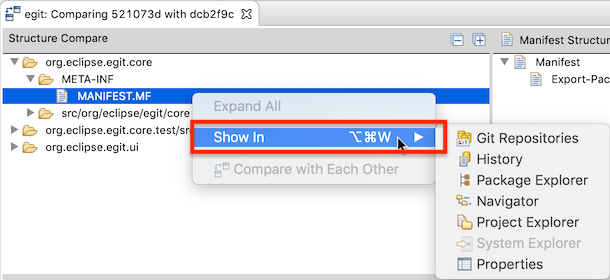 egit: Comparing 521073d with dcb2f9c
Structure Compare
Manifest Structur
org.eclipse.egit.core
META-INF
MANIFEST.MF
src/org/eclipse/egit/core
org.eclipse.egit.core.test/src
org.eclipse.egit.ui
Manifest
Export-Pac
Expand All
Show In ⌥⌘W
Compare with Each Other
Git Repositories
History
Package Explorer
Navigator
Project Explorer
System Explorer
Properties